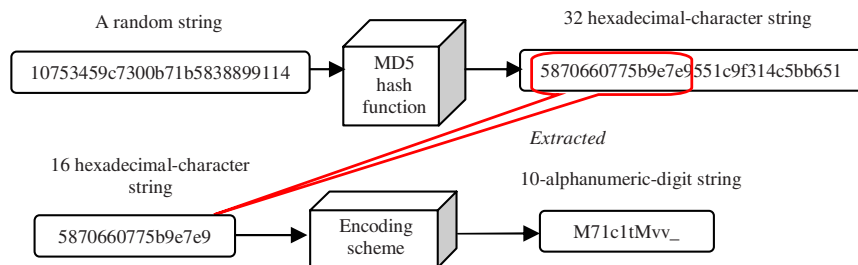 A random string
32 hexadecimal-character string
10753459c7300b71b5838899114
MD5
hash
function
5870660775b9e7e9551c9f314c5bb651
Extracted
16 hexadecimal-character
string
10-alphanumeric-digit string
5870660775b9e7e9
Encoding
scheme
M71c1tMvv_